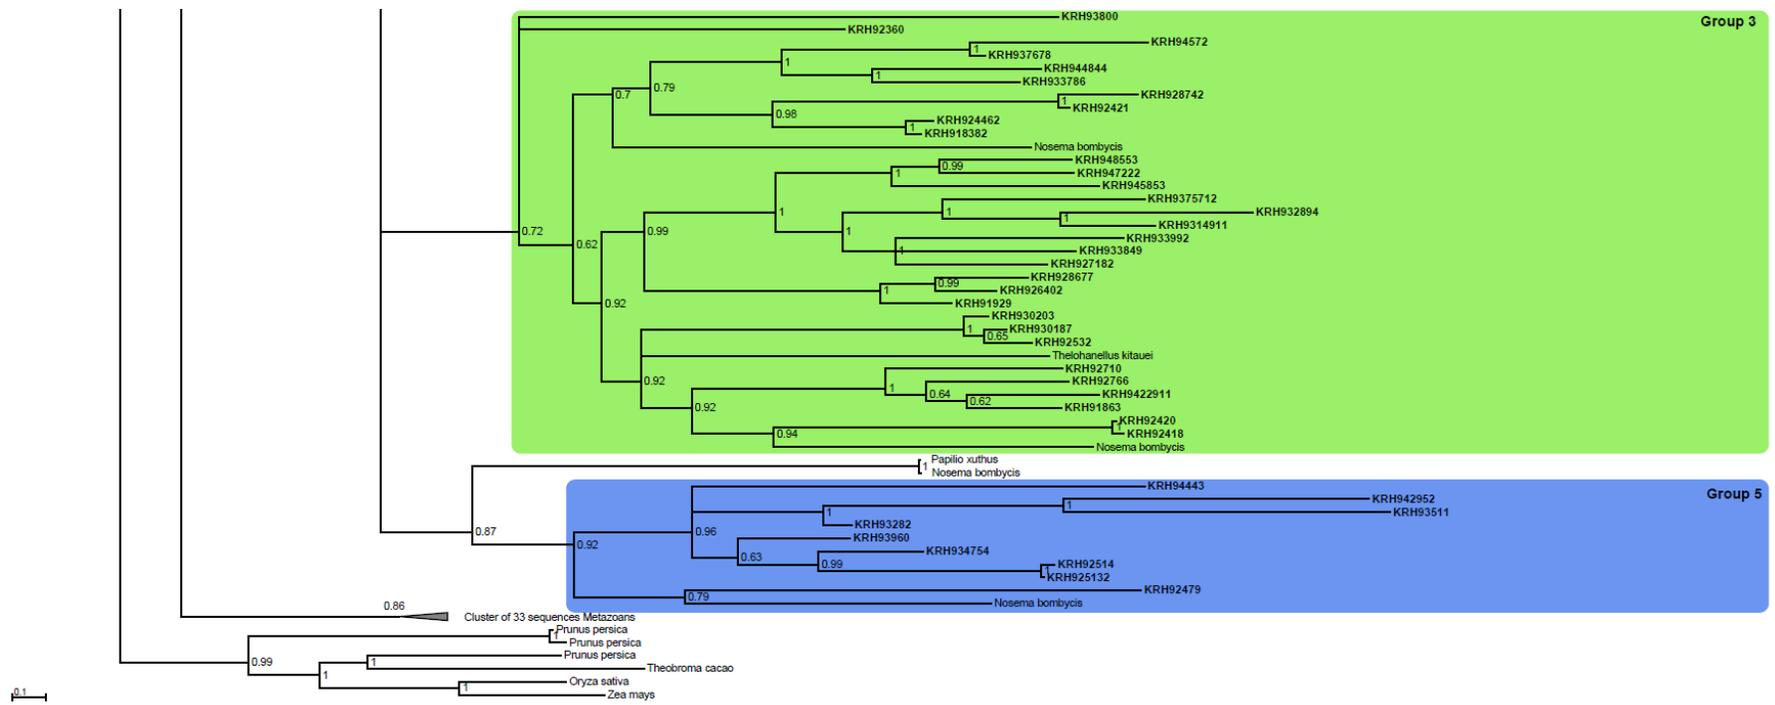 KRH93800
Group 3
KRH92360
KRH94572
1
KRH937678
1
KRH944844
1
KRH933786
0.79
0.7
KRH928742
1
KRH92421
0.98
KRH924462
1
KRH918382
Nosema bombycis
KRH948553
0.99
KRH947222
1
KRH945853
KRH9375712
1
1
KRH932894
1
KRH9314911
0.72
0.99
1
KRH933992
0.62
1
KRH933849
KRH927182
KRH928677
0.99
KRH926402
1
KRH91929
0.92
KRH930203
1
KRH930187
0.65
KRH92532
Thelohanellus kitauei
KRH92710
0.92
KRH92766
1
0.64
KRH9422911
0.62
KRH91863
0.92
KRH92420
1
KRH92418
0.94
Nosema bombycis
Papilio xuthus
1
Nosema bombycis
KRH94443
Group 5
KRH942952
1
KRH93511
1
KRH93282
0.96
0.87
KRH93960
0.92
KRH934754
0.63
0.99
KRH92514
1
KRH925132
KRH92479
0.79
Nosema bombycis
0.86
Cluster of 33 sequences Metazoans
Prunus persica
1
Prunus persica
Prunus persica
0.99
1
Theobroma cacao
1
Oryza sativa
1
Zea mays
0.1